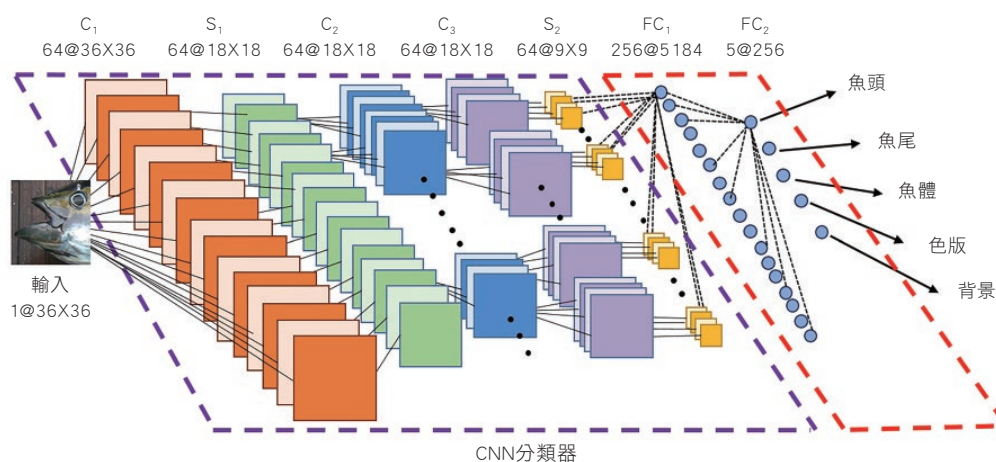 C₁
64@36X36
S₁
64@18X18
C₂
64@18X18
C₃
64@18X18
S₂
64@9X9
FC₁
256@5184
FC₂
5@256
魚頭
魚尾
魚體
色版
背景
輸入
1@36X36
CNN分類器